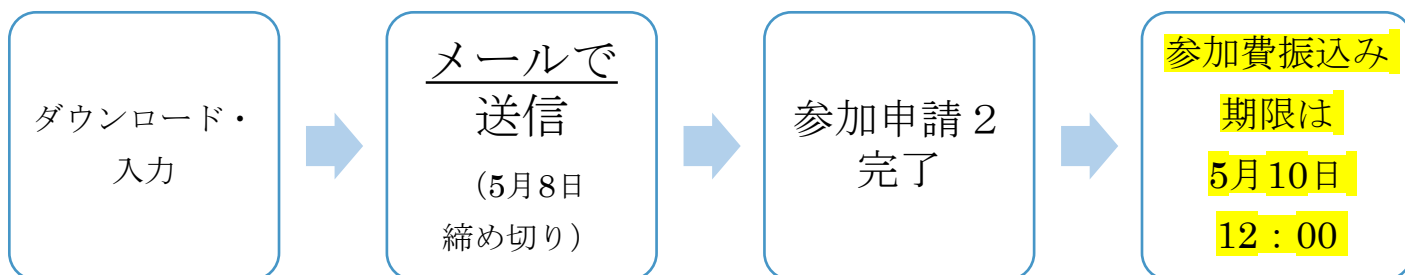 ダウンロード・
入力
メールで
送信
（5月8日
締め切り）
参加申請２
完了
参加費振込み
期限は
5月10日
12：00